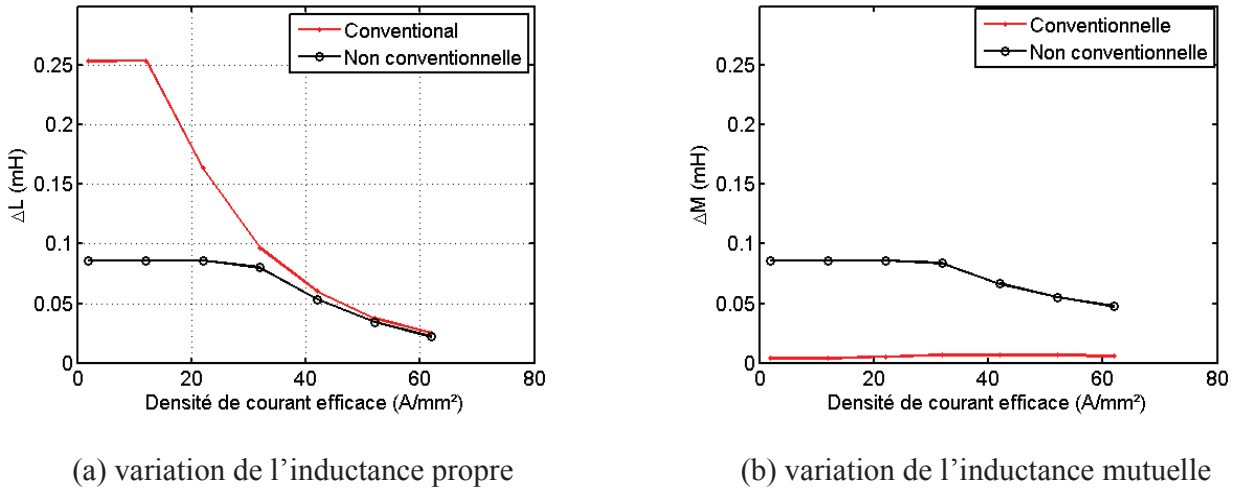 Conventional
Non conventionnelle
0.25
0.2
0.15
0.1
0.05
0
ΔL (mH)
0
20
40
60
80
Densité de courant efficace (A/mm²)
(a) variation de l’inductance propre
Conventionnelle
Non conventionnelle
0.25
0.2
0.15
0.1
0.05
0
ΔM (mH)
0
20
40
60
80
Densité de courant efficace (A/mm²)
(b) variation de l’inductance mutuelle